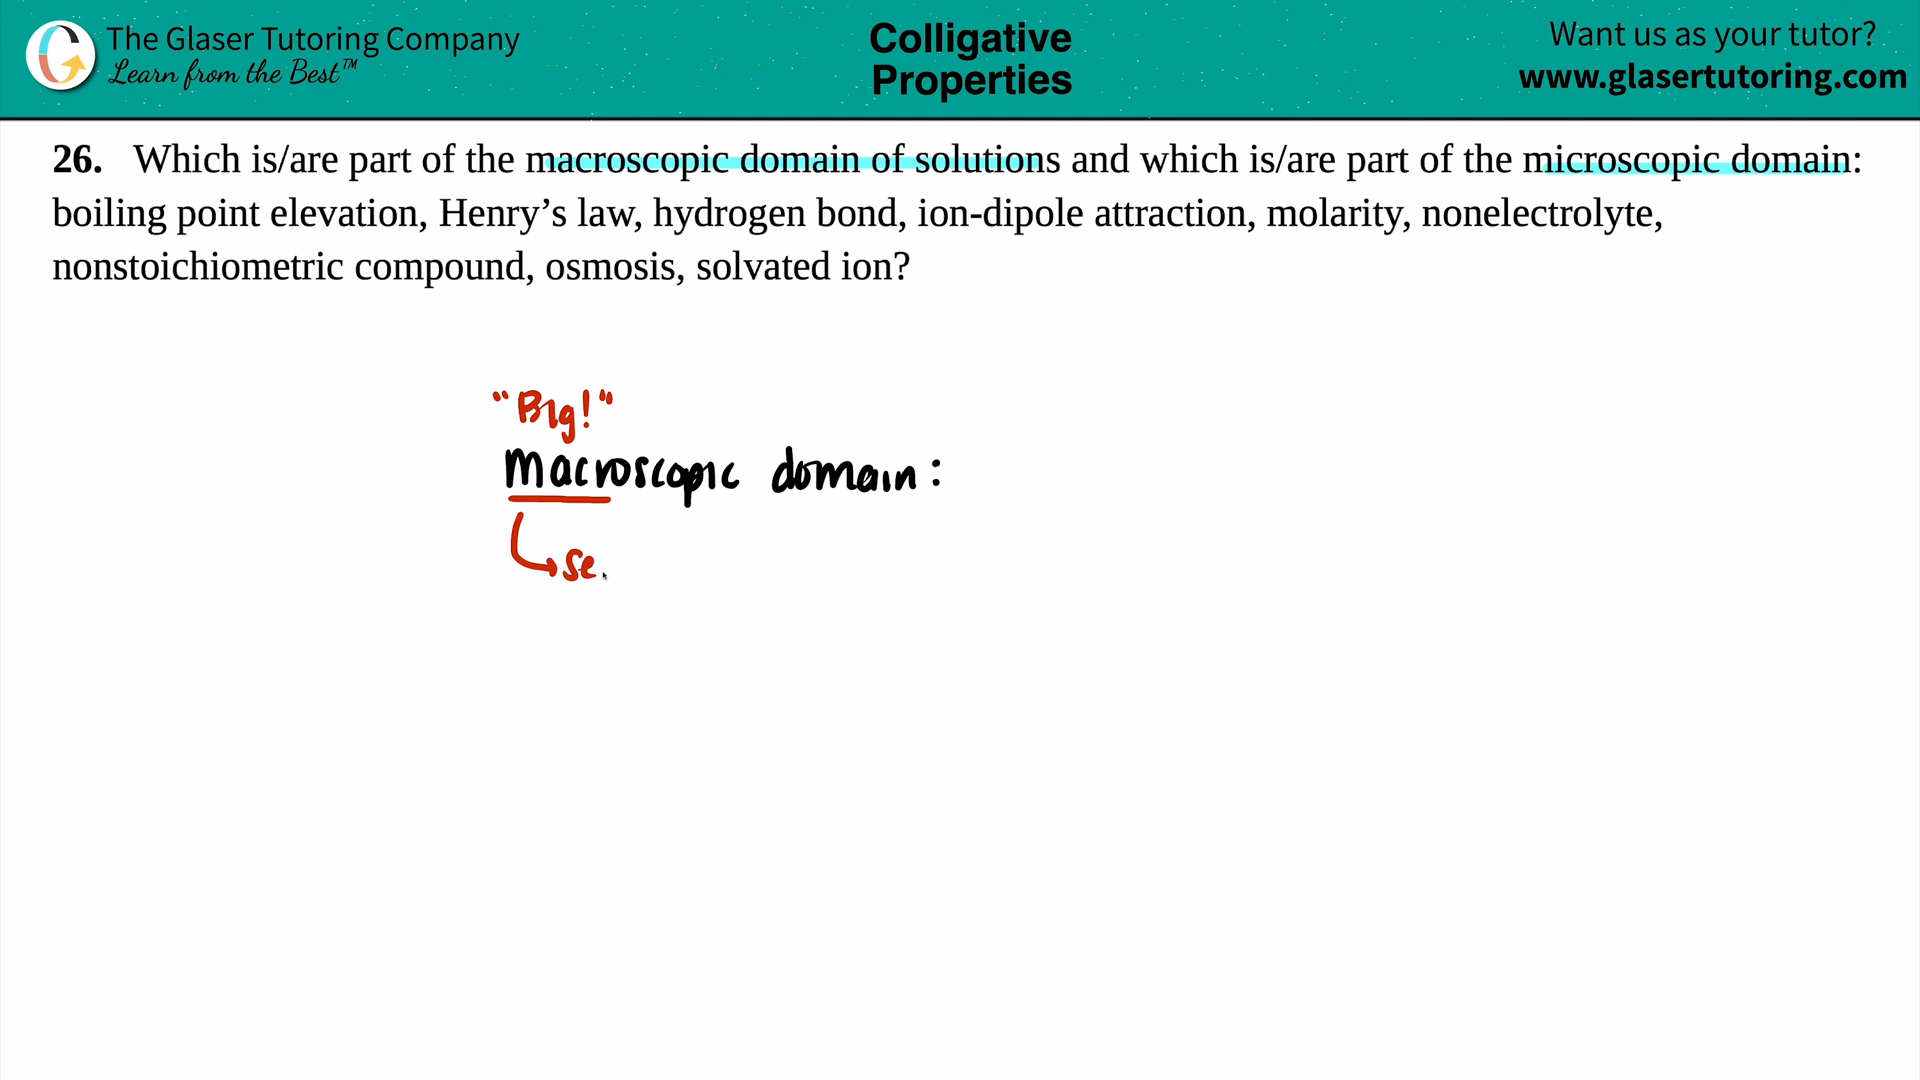 The Glaser Tutoring Company
Learn from the Best™
Colligative
Properties
Want us as your tutor?
www.glasertutoring.com
26. Which is/are part of the macroscopic domain of solutions and which is/are part of the microscopic domain:
boiling point elevation, Henry’s law, hydrogen bond, ion-dipole attraction, molarity, nonelectrolyte,
nonstoichiometric compound, osmosis, solvated ion?
"Big!"
macroscopic domain:
se